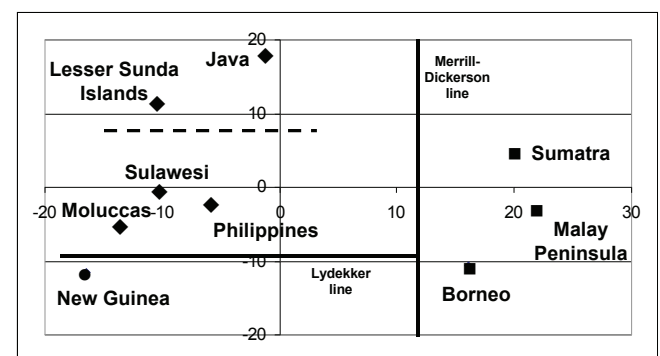 20
Java
Merrill-
Dickerson
line
Lesser Sunda
Islands
10
Sumatra
Sulawesi
0
-20
Moluccas
-10
0
10
20
30
Philippines
Malay
Peninsula
-10
Lydekker
line
New Guinea
Borneo
-20